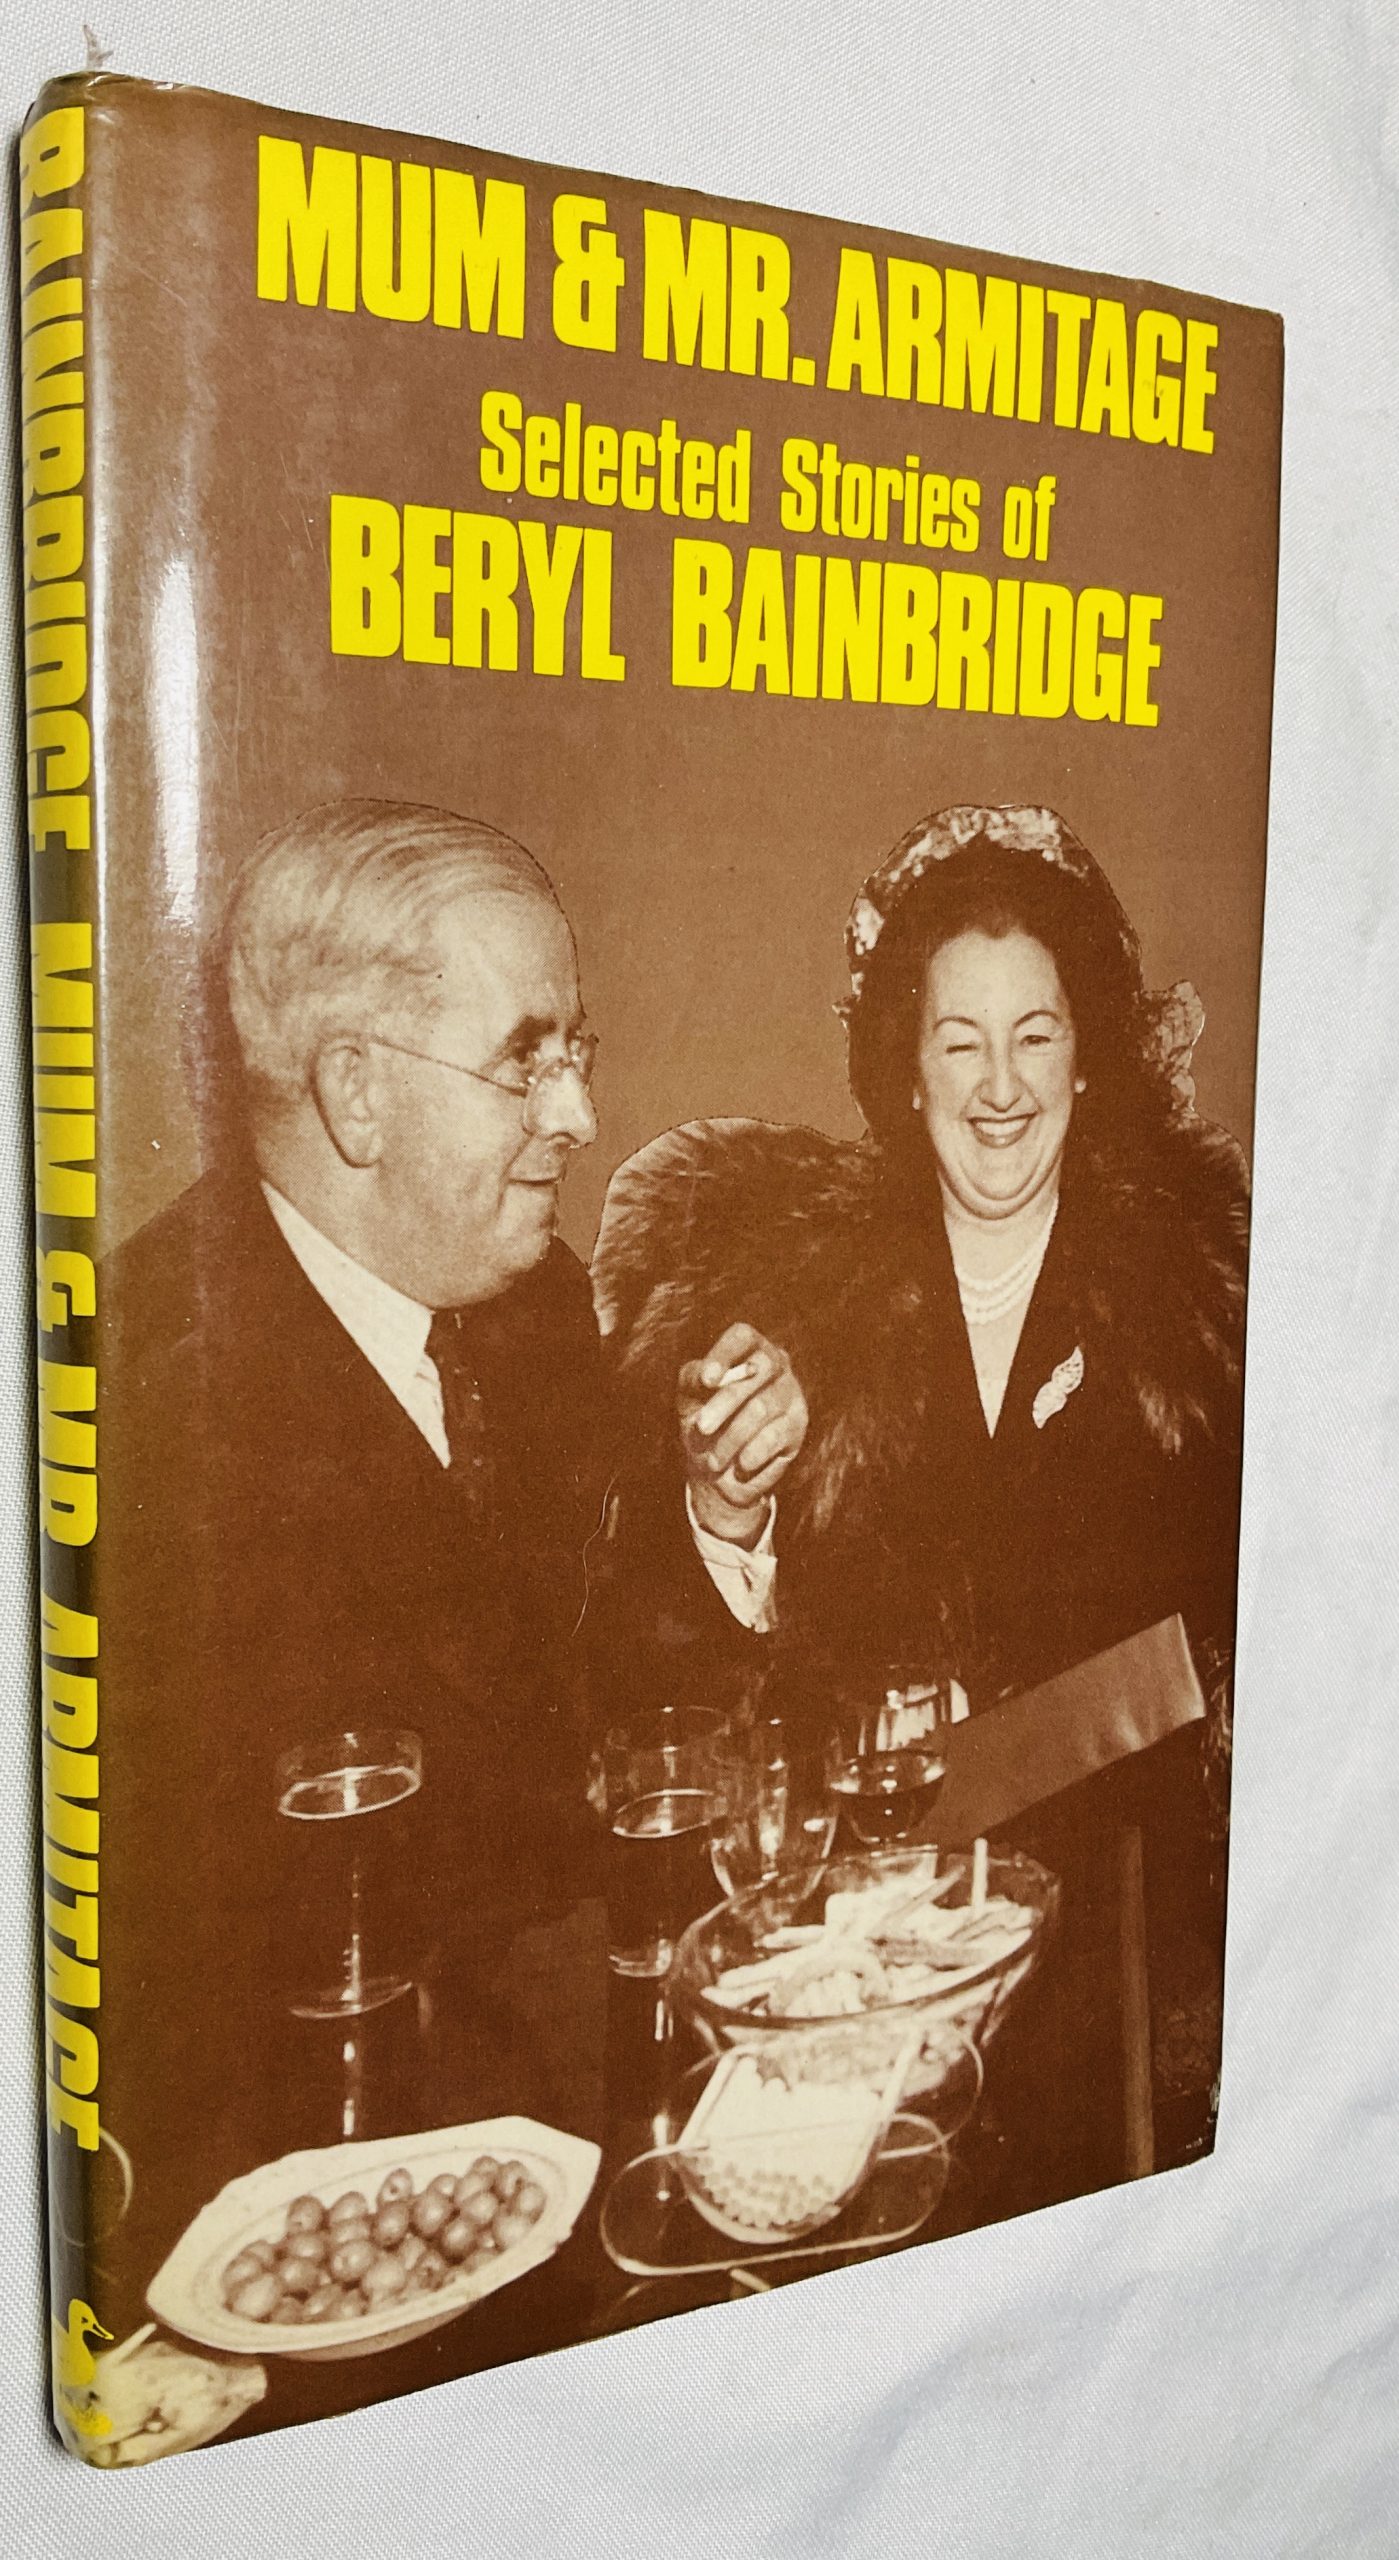 MUM & MR. ARMITAGE
Selected Stories of
BERYL BAINBRIDGE
BAINBRIDGE MUM & MR ARMITAGE